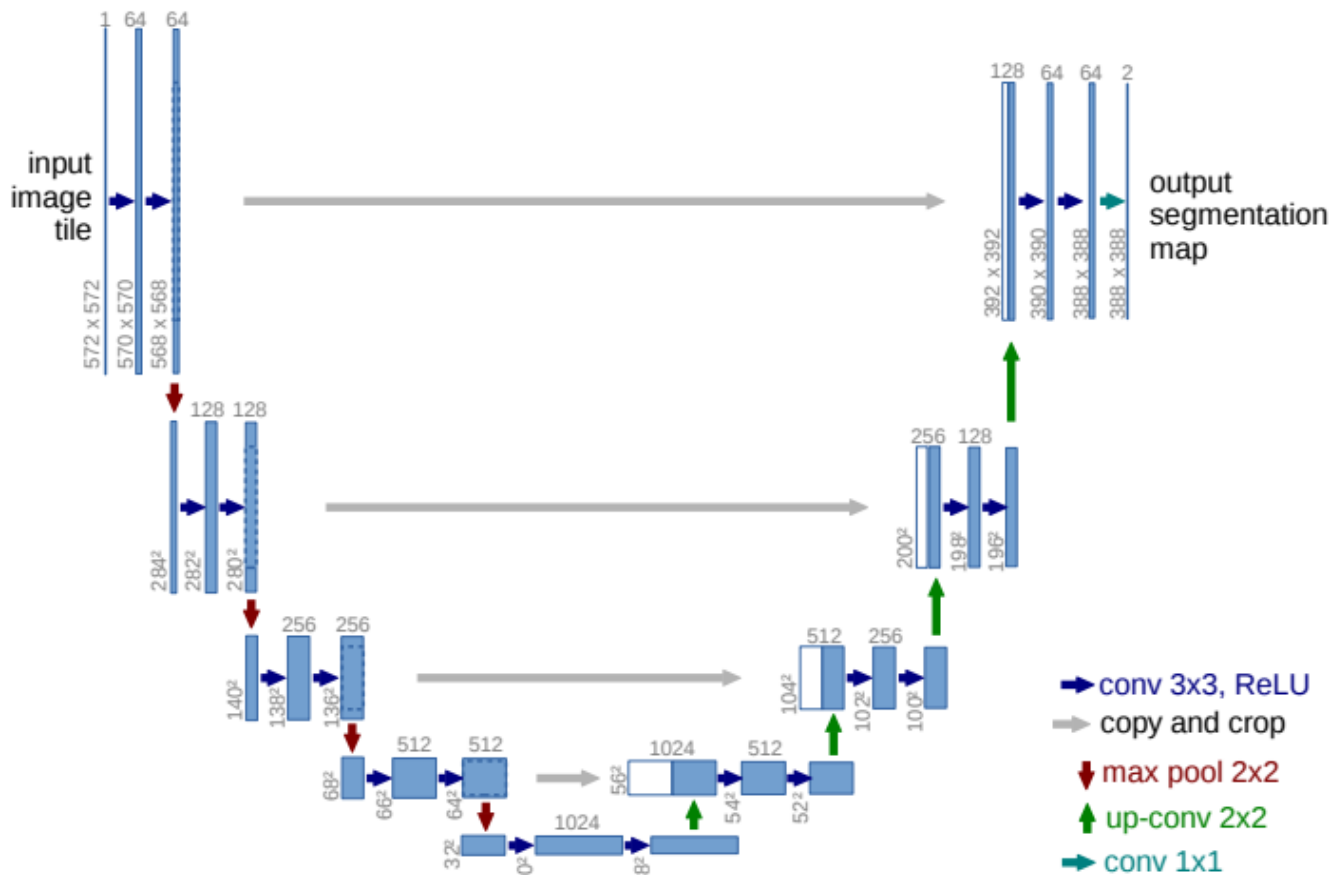 1 64 64
128 64 64 2
input
image
tile
output
segmentation
map
572 x 572
570 x 570
568 x 568
392 x 392
390 x 390
388 x 388
388 x 388
128 128
256 128
284²
282²
280²
200²
198²
196²
256 256
512 256
140²
138²
136²
104²
102²
100²
512 512
1024 512
68²
66²
64²
56²
54²
52²
1024
32²
0²
8²
conv 3x3, ReLU
copy and crop
max pool 2x2
up-conv 2x2
conv 1x1